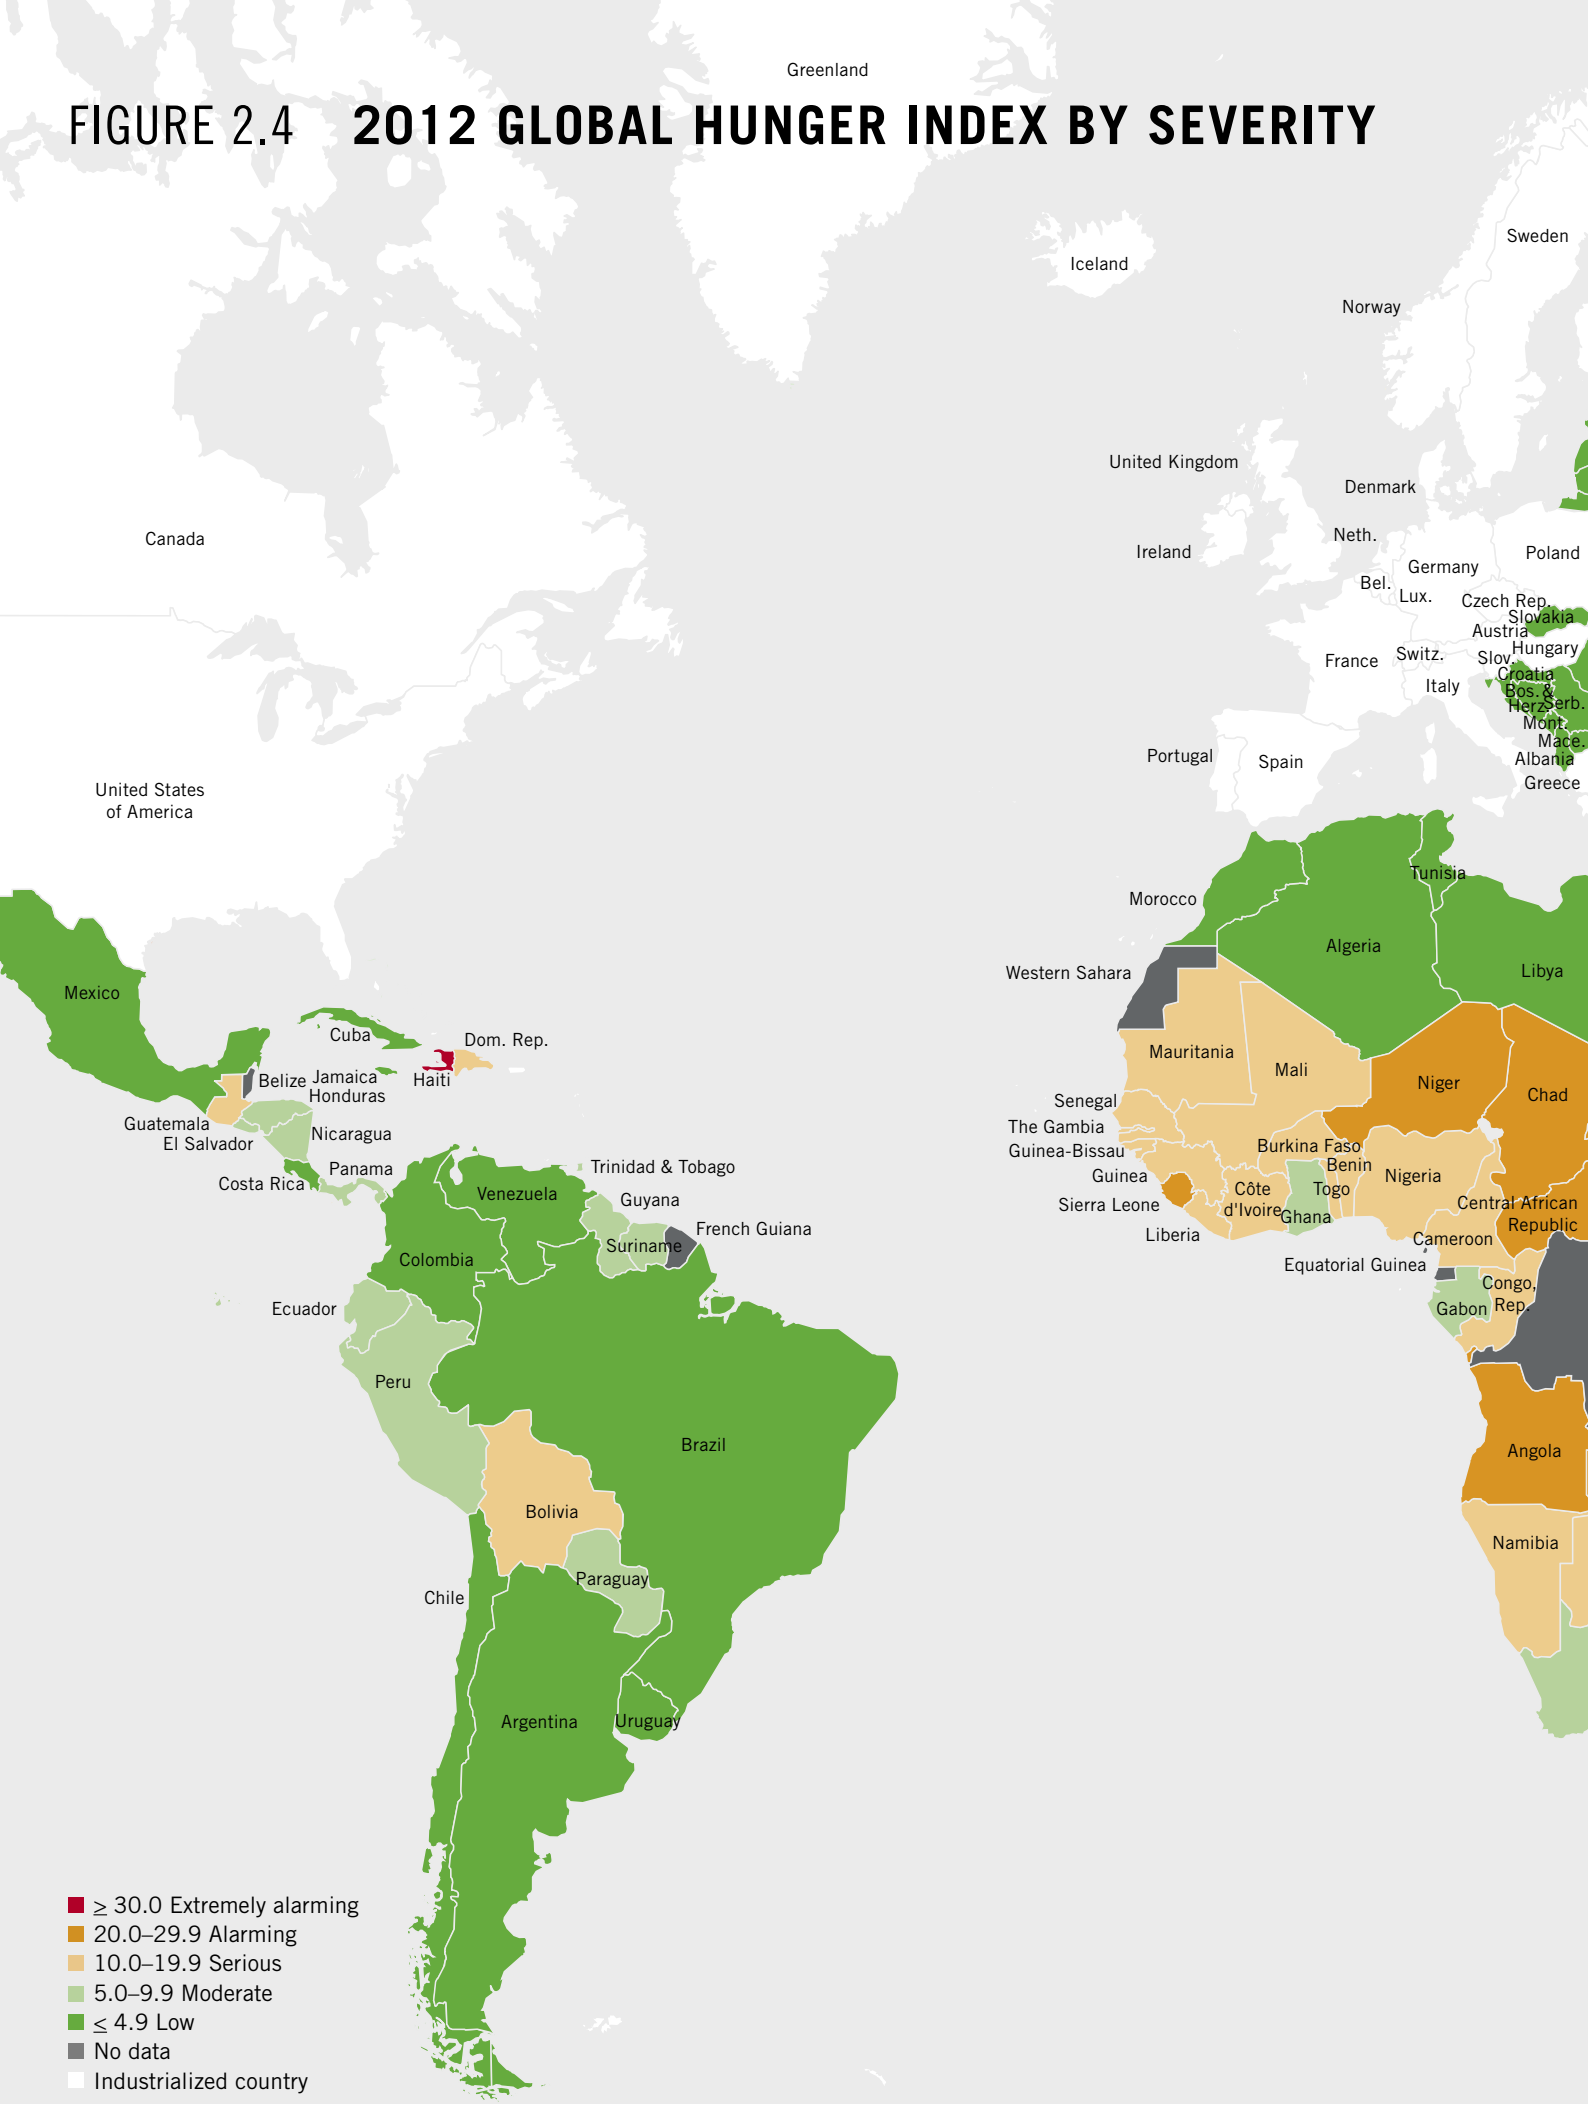 Greenland
FIGURE 2.4 2012 GLOBAL HUNGER INDEX BY SEVERITY
Sweden
Iceland
Norway
United Kingdom
Denmark
Canada
Neth.
Ireland
Poland
Germany
Bel.
Lux.
Czech Rep.
Slovakia
Austria
Hungary
Switz.
Slov.
France
Croatia
Italy
Bos.&
Herz.
Serb.
Mont.
Mace.
Portugal
Spain
Albania
Greece
United States
of America
Tunisia
Morocco
Algeria
Western Sahara
Libya
Mexico
Cuba
Dom. Rep.
Mauritania
Mali
Belize
Jamaica
Haiti
Niger
Chad
Honduras
Senegal
Guatemala
The Gambia
El Salvador
Nicaragua
Burkina Faso
Guinea-Bissau
Panama
Trinidad & Tobago
Benin
Guinea
Nigeria
Costa Rica
Venezuela
Côte
d'Ivoire
Togo
Guyana
Sierra Leone
Central African
Republic
Ghana
French Guiana
Liberia
Cameroon
Suriname
Colombia
Equatorial Guinea
Congo,
Rep.
Ecuador
Gabon
Peru
Brazil
Angola
Bolivia
Namibia
Paraguay
Chile
Argentina
Uruguay
≥ 30.0 Extremely alarming
20.0–29.9 Alarming
10.0–19.9 Serious
5.0–9.9 Moderate
≤ 4.9 Low
No data
Industrialized country